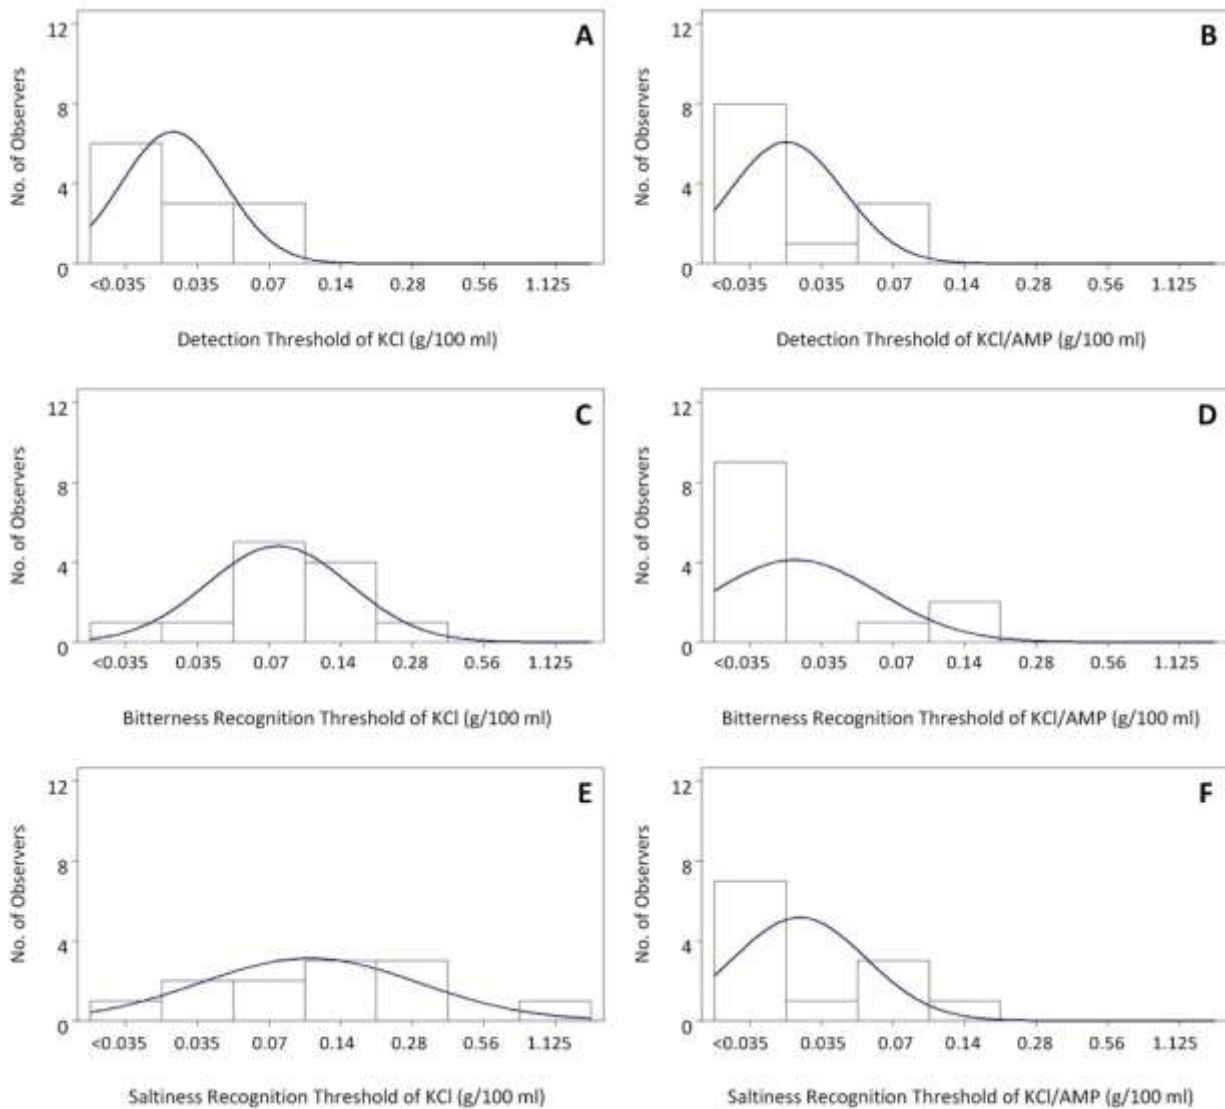 A
12
8
4
0
No. of Observers
<0.035 0.035 0.07 0.14 0.28 0.56 1.125
Detection Threshold of KCl (g/100 ml)
B
12
8
4
0
No. of Observers
<0.035 0.035 0.07 0.14 0.28 0.56 1.125
Detection Threshold of KCl/AMP (g/100 ml)
C
12
8
4
0
No. of Observers
<0.035 0.035 0.07 0.14 0.28 0.56 1.125
Bitterness Recognition Threshold of KCl (g/100 ml)
D
12
8
4
0
No. of Observers
<0.035 0.035 0.07 0.14 0.28 0.56 1.125
Bitterness Recognition Threshold of KCl/AMP (g/100 ml)
E
12
8
4
0
No. of Observers
<0.035 0.035 0.07 0.14 0.28 0.56 1.125
Saltiness Recognition Threshold of KCl (g/100 ml)
F
12
8
4
0
No. of Observers
<0.035 0.035 0.07 0.14 0.28 0.56 1.125
Saltiness Recognition Threshold of KCl/AMP (g/100 ml)